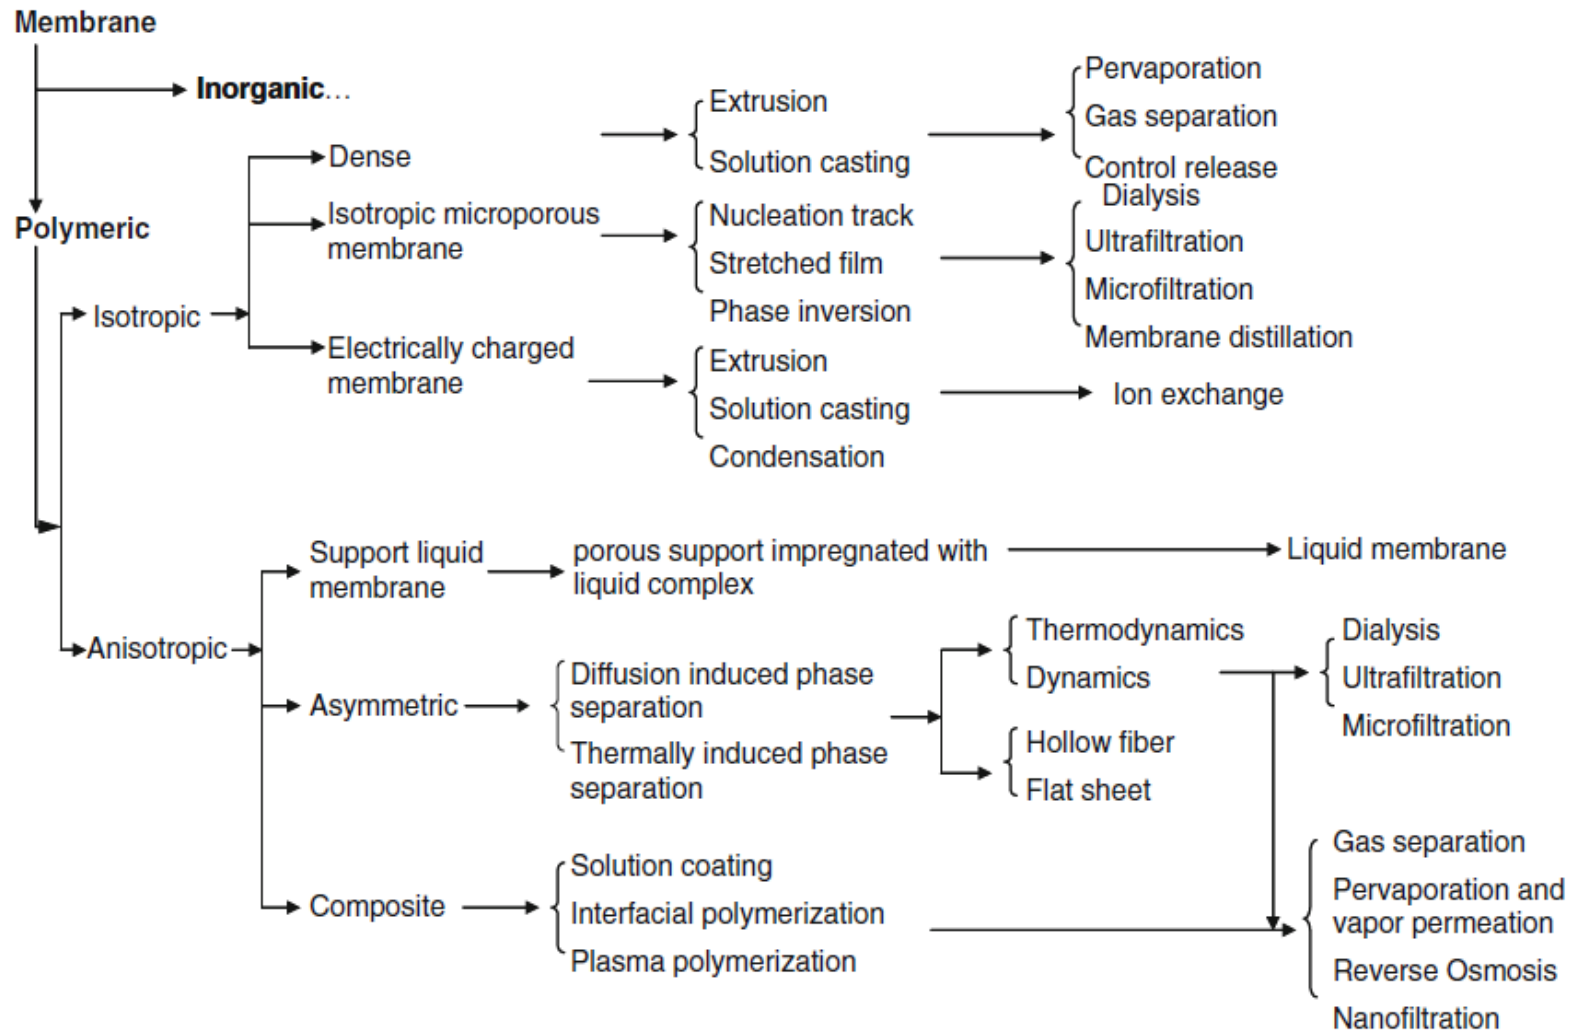 Membrane
Inorganic...
Polymeric
Isotropic
Dense
Extrusion
Solution casting
Pervaporation
Gas separation
Control release
Isotropic microporous
membrane
Nucleation track
Stretched film
Phase inversion
Dialysis
Ultrafiltration
Microfiltration
Membrane distillation
Electrically charged
membrane
Extrusion
Solution casting
Condensation
Ion exchange
Anisotropic
Support liquid
membrane
porous support impregnated with
liquid complex
Liquid membrane
Asymmetric
Diffusion induced phase
separation
Thermally induced phase
separation
Thermodynamics
Dynamics
Hollow fiber
Flat sheet
Dialysis
Ultrafiltration
Microfiltration
Composite
Solution coating
Interfacial polymerization
Plasma polymerization
Gas separation
Pervaporation and
vapor permeation
Reverse Osmosis
Nanofiltration